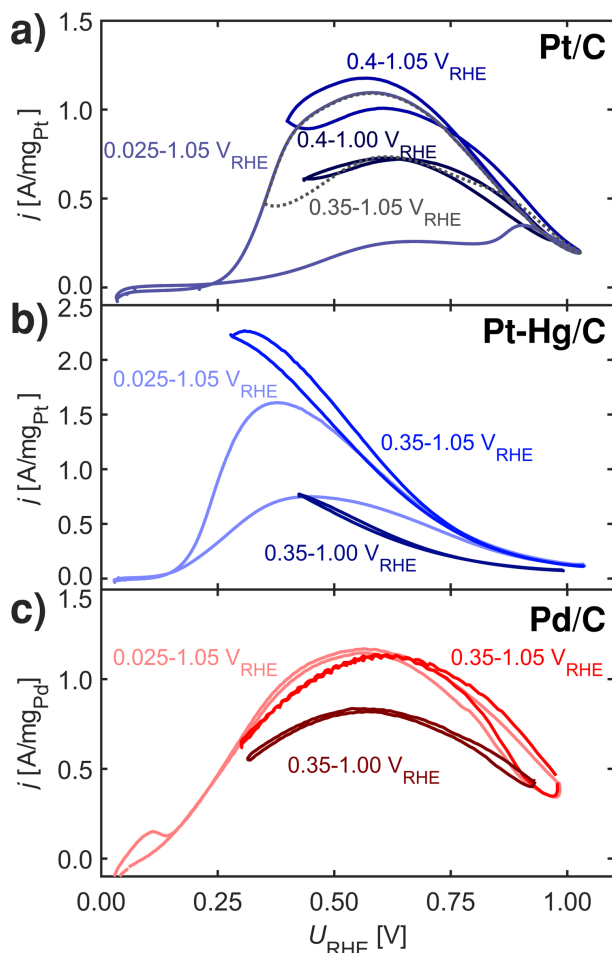 a)
Pt/C
1.5
1.0
0.5
0.0
j [A/mgPt]
0.4-1.05 VRHE
0.025-1.05 VRHE
0.4-1.00 VRHE
0.35-1.05 VRHE
b)
Pt-Hg/C
2.5
2.0
1.5
1.0
0.5
0.0
j [A/mgPt]
0.025-1.05 VRHE
0.35-1.05 VRHE
0.35-1.00 VRHE
c)
Pd/C
1.5
1.0
0.5
0.0
j [A/mgPd]
0.025-1.05 VRHE
0.35-1.05 VRHE
0.35-1.00 VRHE
0.00 0.25 0.50 0.75 1.00
URHE [V]